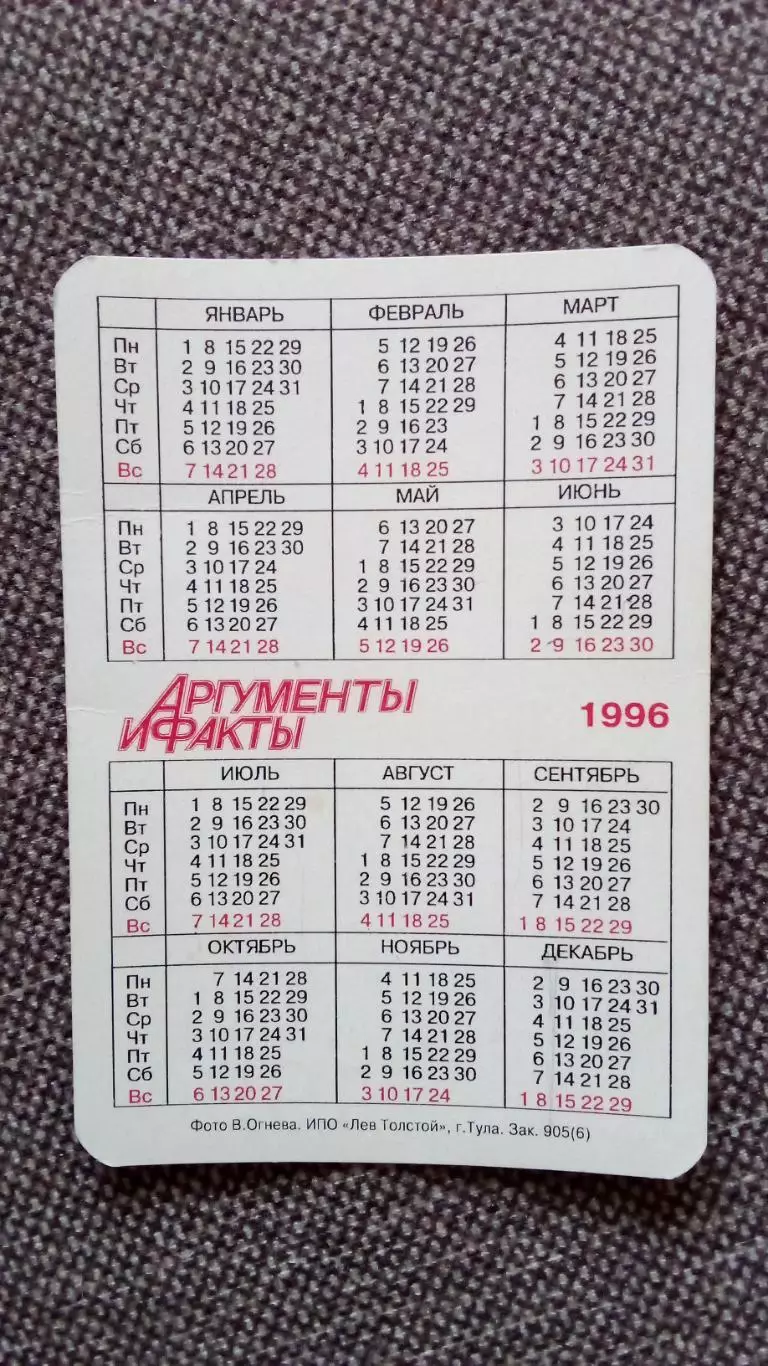 ЯНВАРЬ ФЕВРАЛЬ МАРТ
Пн 1 8 15 22 29 5 12 19 26 4 11 18 25
Вт 2 9 16 23 30 6 13 20 27 5 12 19 26
Ср 3 10 17 24 31 7 14 21 28 6 13 20 27
Чт 4 11 18 25 1 8 15 22 29 7 14 21 28
Пт 5 12 19 26 2 9 16 23 1 8 15 22 29
Сб 6 13 20 27 3 10 17 24 2 9 16 23 30
Вс 7 14 21 28 4 11 18 25 3 10 17 24 31
АПРЕЛЬ МАЙ ИЮНЬ
Пн 1 8 15 22 29 6 13 20 27 3 10 17 24
Вт 2 9 16 23 30 7 14 21 28 4 11 18 25
Ср 3 10 17 24 1 8 15 22 29 5 12 19 26
Чт 4 11 18 25 2 9 16 23 30 6 13 20 27
Пт 5 12 19 26 3 10 17 24 31 7 14 21 28
Сб 6 13 20 27 4 11 18 25 1 8 15 22 29
Вс 7 14 21 28 5 12 19 26 2 9 16 23 30
АРГУМЕНТЫ
И ФАКТЫ
1996
ИЮЛЬ АВГУСТ СЕНТЯБРЬ
Пн 1 8 15 22 29 5 12 19 26 2 9 16 23 30
Вт 2 9 16 23 30 6 13 20 27 3 10 17 24
Ср 3 10 17 24 31 7 14 21 28 4 11 18 25
Чт 4 11 18 25 1 8 15 22 29 5 12 19 26
Пт 5 12 19 26 2 9 16 23 30 6 13 20 27
Сб 6 13 20 27 3 10 17 24 31 7 14 21 28
Вс 7 14 21 28 4 11 18 25 1 8 15 22 29
ОКТЯБРЬ НОЯБРЬ ДЕКАБРЬ
Пн 7 14 21 28 4 11 18 25 2 9 16 23 30
Вт 1 8 15 22 29 5 12 19 26 3 10 17 24 31
Ср 2 9 16 23 30 6 13 20 27 4 11 18 25
Чт 3 10 17 24 31 7 14 21 28 5 12 19 26
Пт 4 11 18 25 1 8 15 22 29 6 13 20 27
Сб 5 12 19 26 2 9 16 23 30 7 14 21 28
Вс 6 13 20 27 3 10 17 24 1 8 15 22 29
Фото В.Огнева. ИПО «Лев Толстой», г.Тула. Зак. 905(6)